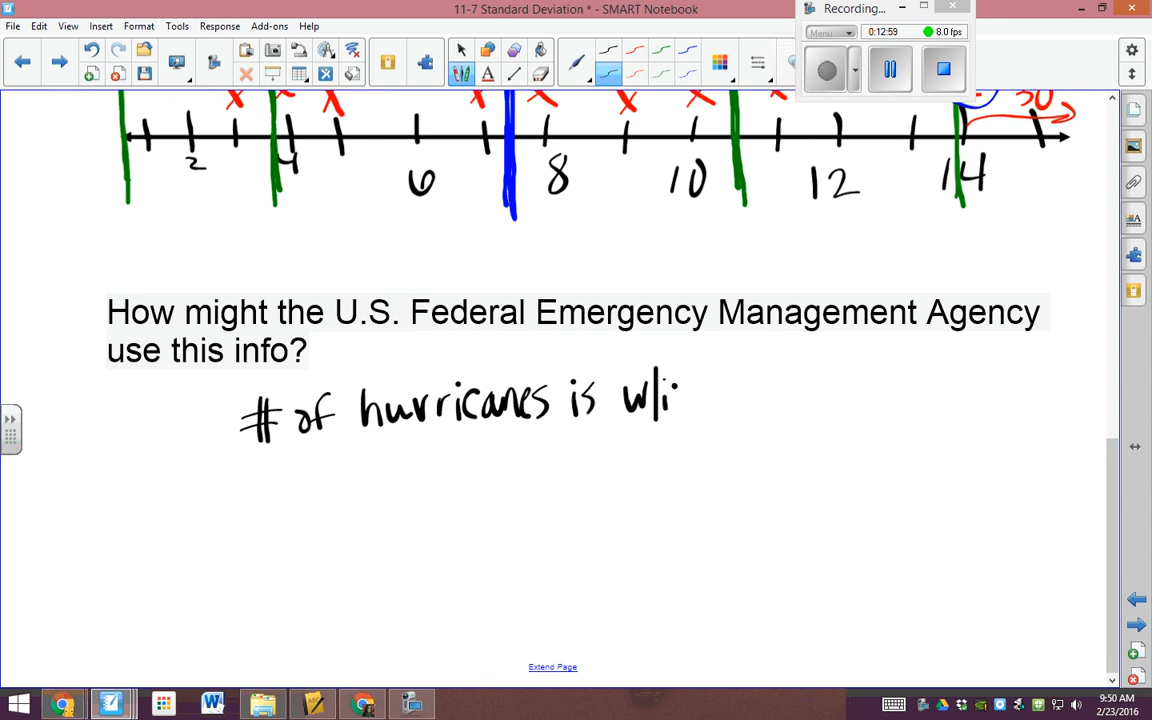 11-7 Standard Deviation * - SMART Notebook
Recording...
File Edit View Insert Format Tools Response Add-ons Help
Menu 0:12:59 8.0 fps
A
x x x x x x x x 30
2 4 6 8 10 12 14
How might the U.S. Federal Emergency Management Agency
use this info?
# of hurricanes is w/i
Extend Page
9:50 AM
2/23/2016